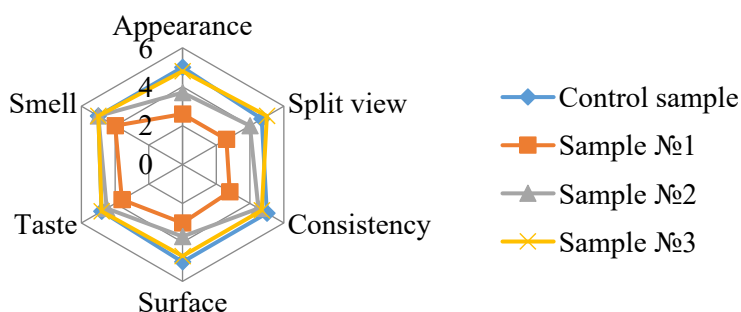 Appearance
6
4
2
0
Smell
Split view
Taste
Consistency
Surface
Control sample
Sample №1
Sample №2
Sample №3